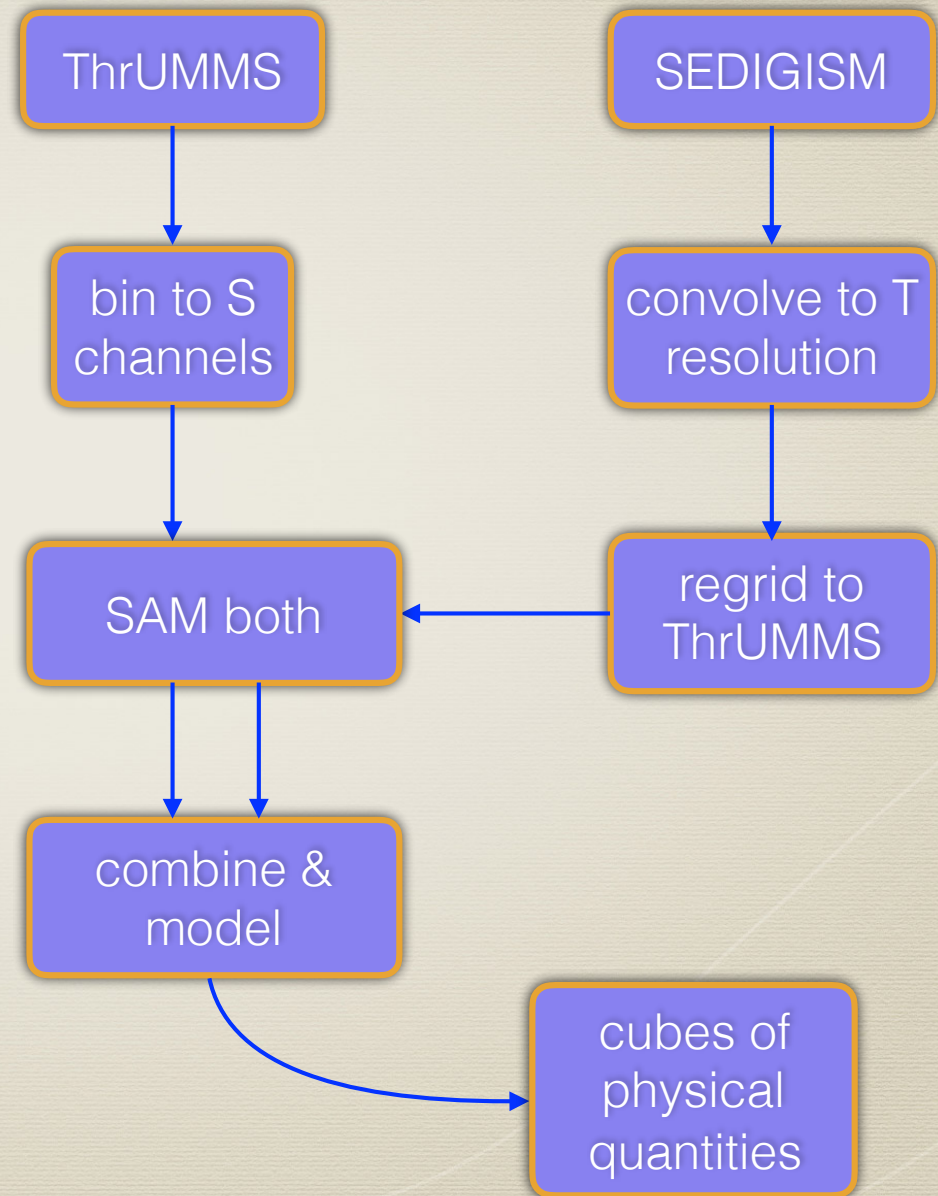 ThrUMMS
SEDIGISM
bin to S
channels
convolve to T
resolution
SAM both
regrid to
ThrUMMS
combine &
model
cubes of
physical
quantities